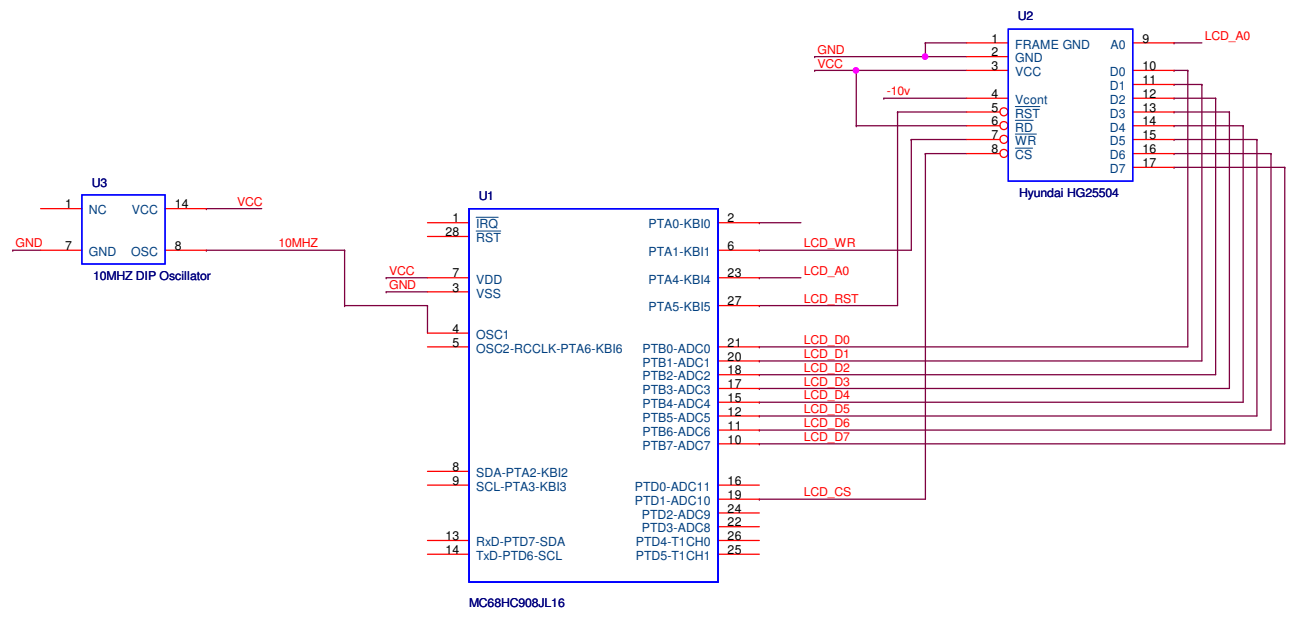 U2
1 FRAME GND A0 9 LCD_A0
GND 2 GND
VCC 3 VCC D0 10
D1 11
-10v 4 Vcont D2 12
5 RST D3 13
6 RD D4 14
7 WR D5 15
8 CS D6 16
D7 17
Hyundai HG25504
U3
1 NC VCC 14 VCC
GND 7 GND OSC 8 10MHZ
10MHZ DIP Oscillator
U1
1 IRQ PTA0-KBI0 2
28 RST
PTA1-KBI1 6 LCD_WR
VCC 7 VDD PTA4-KBI4 23 LCD_A0
GND 3 VSS
PTA5-KBI5 27 LCD_RST
4 OSC1
5 OSC2-RCCLK-PTA6-KBI6 PTB0-ADC0 21 LCD_D0
PTB1-ADC1 20 LCD_D1
PTB2-ADC2 18 LCD_D2
PTB3-ADC3 17 LCD_D3
PTB4-ADC4 15 LCD_D4
PTB5-ADC5 12 LCD_D5
PTB6-ADC6 11 LCD_D6
PTB7-ADC7 10 LCD_D7
8 SDA-PTA2-KBI2
9 SCL-PTA3-KBI3 PTD0-ADC11 16
PTD1-ADC10 19 LCD_CS
PTD2-ADC9 24
PTD3-ADC8 22
13 RxD-PTD7-SDA PTD4-T1CH0 26
14 TxD-PTD6-SCL PTD5-T1CH1 25
MC68HC908JL16